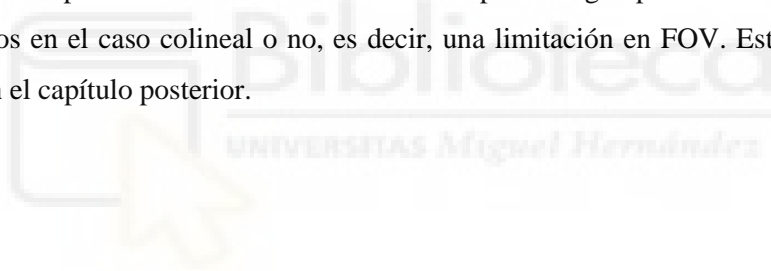 os en el caso colineal o no, es decir, una limitación en FOV. Est
el capítulo posterior.
Biblioteca
UNIVERSITAS Miguel Hernández